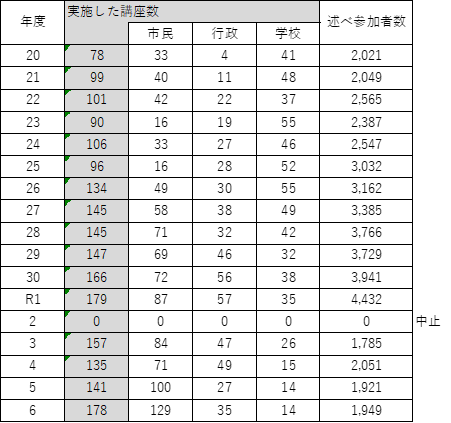 年度 実施した講座数 述べ参加者数
市民 行政 学校
20 78 33 4 41 2,021
21 99 40 11 48 2,049
22 101 42 22 37 2,565
23 90 16 19 55 2,387
24 106 33 27 46 2,547
25 96 16 28 52 3,032
26 134 49 30 55 3,162
27 145 58 38 49 3,385
28 145 71 32 42 3,766
29 147 69 46 32 3,729
30 166 72 56 38 3,941
R1 179 87 57 35 4,432
2 0 0 0 0 0 中止
3 157 84 47 26 1,785
4 135 71 49 15 2,051
5 141 100 27 14 1,921
6 178 129 35 14 1,949